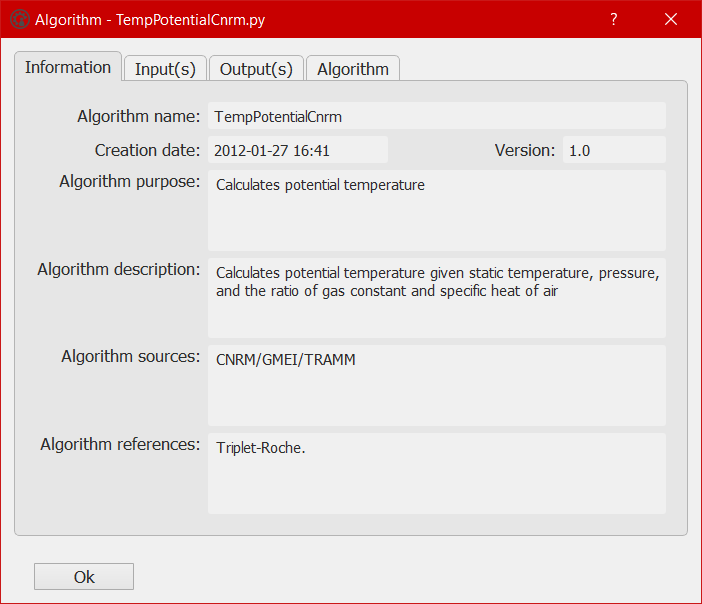 Algorithm - TempPotentialCnrm.py
?
Information Input(s) Output(s) Algorithm
Algorithm name: TempPotentialCnrm
Creation date: 2012-01-27 16:41 Version: 1.0
Algorithm purpose: Calculates potential temperature
Algorithm description: Calculates potential temperature given static temperature, pressure,
and the ratio of gas constant and specific heat of air
Algorithm sources: CNRM/GMEI/TRAMM
Algorithm references: Triplet-Roche.
Ok